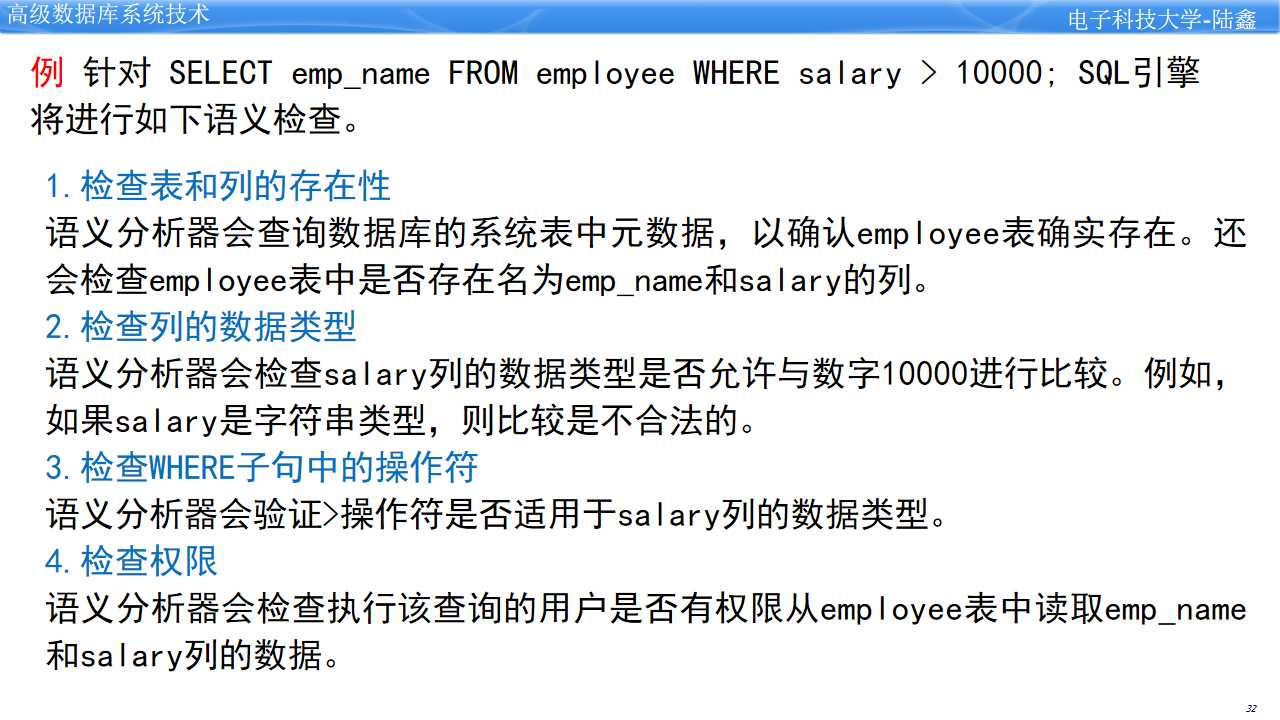 高级数据库系统技术
电子科技大学-陆鑫
例 针对 SELECT emp_name FROM employee WHERE salary > 10000; SQL引擎
将进行如下语义检查。
1.检查表和列的存在性
语义分析器会查询数据库的系统表中元数据，以确认employee表确实存在。还
会检查employee表中是否存在名为emp_name和salary的列。
2.检查列的数据类型
语义分析器会检查salary列的数据类型是否允许与数字10000进行比较。例如，
如果salary是字符串类型，则比较是不合法的。
3.检查WHERE子句中的操作符
语义分析器会验证>操作符是否适用于salary列的数据类型。
4.检查权限
语义分析器会检查执行该查询的用户是否有权限从employee表中读取emp_name
和salary列的数据。
32